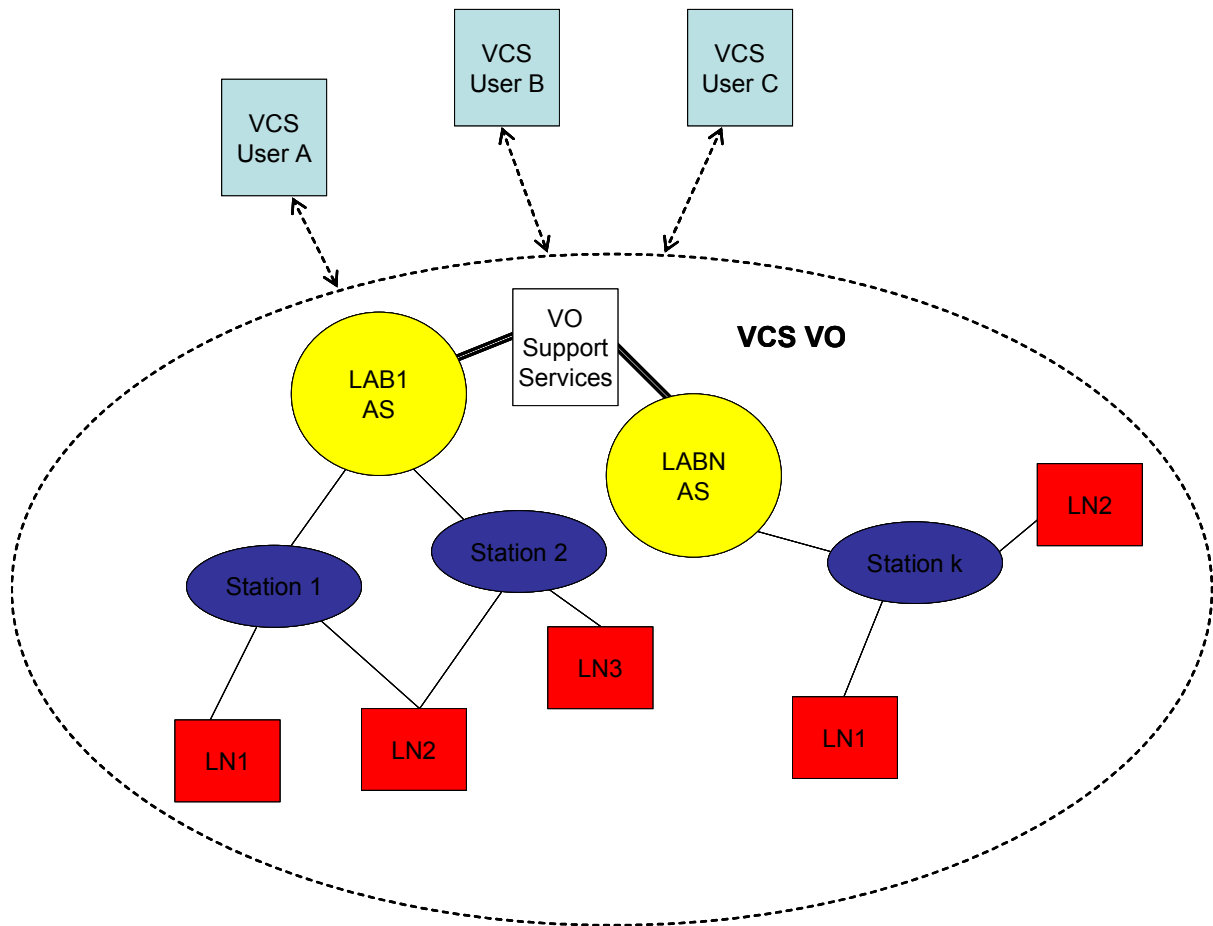 VCS
User A
VCS
User B
VCS
User C
VO
Support
Services
VCS VO
LAB1
AS
LABN
AS
Station 1
Station 2
Station k
LN2
LN3
LN1
LN2
LN1